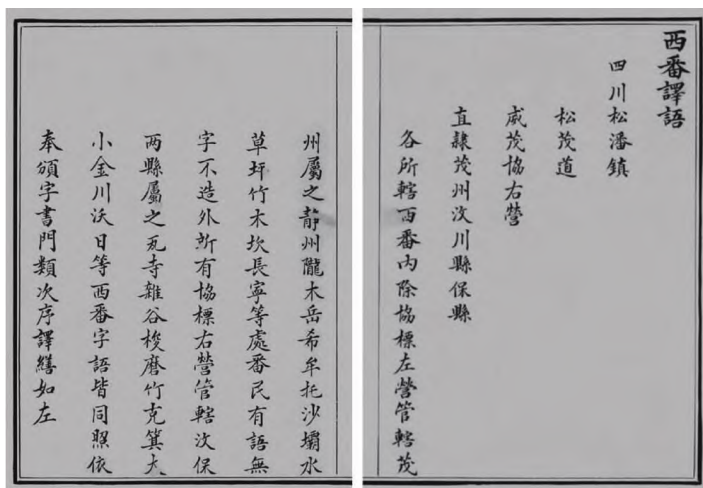 西番譯語
四川松潘鎮
松茂道
威茂協右營
直隸茂州汶川縣保縣
各所轄西番內除協標左營管轄茂
州屬之靜州隴木岳希牟托沙壩水
草坪竹木坎長寧等處番民有語無
字不造外所有協標右營管轄汶保
兩縣屬之瓦寺雜谷梭磨竹克箕大
小金川沃日等西番字語皆同照依
奉頒字書門類次序譯繕如左